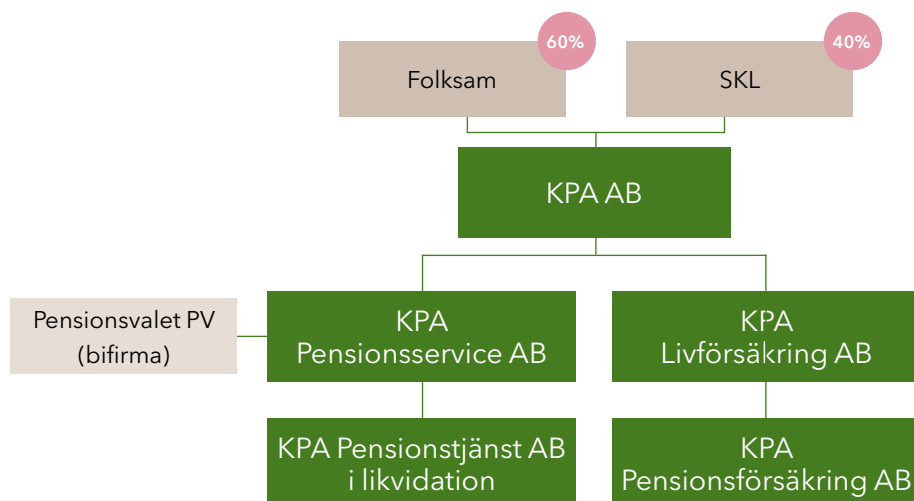 60%
40%
Folksam
SKL
KPA AB
Pensionsvalet PV
(bifirma)
KPA
Pensionsservice AB
KPA
Livförsäkring AB
KPA Pensionstjänst AB
i likvidation
KPA
Pensionsförsäkring AB